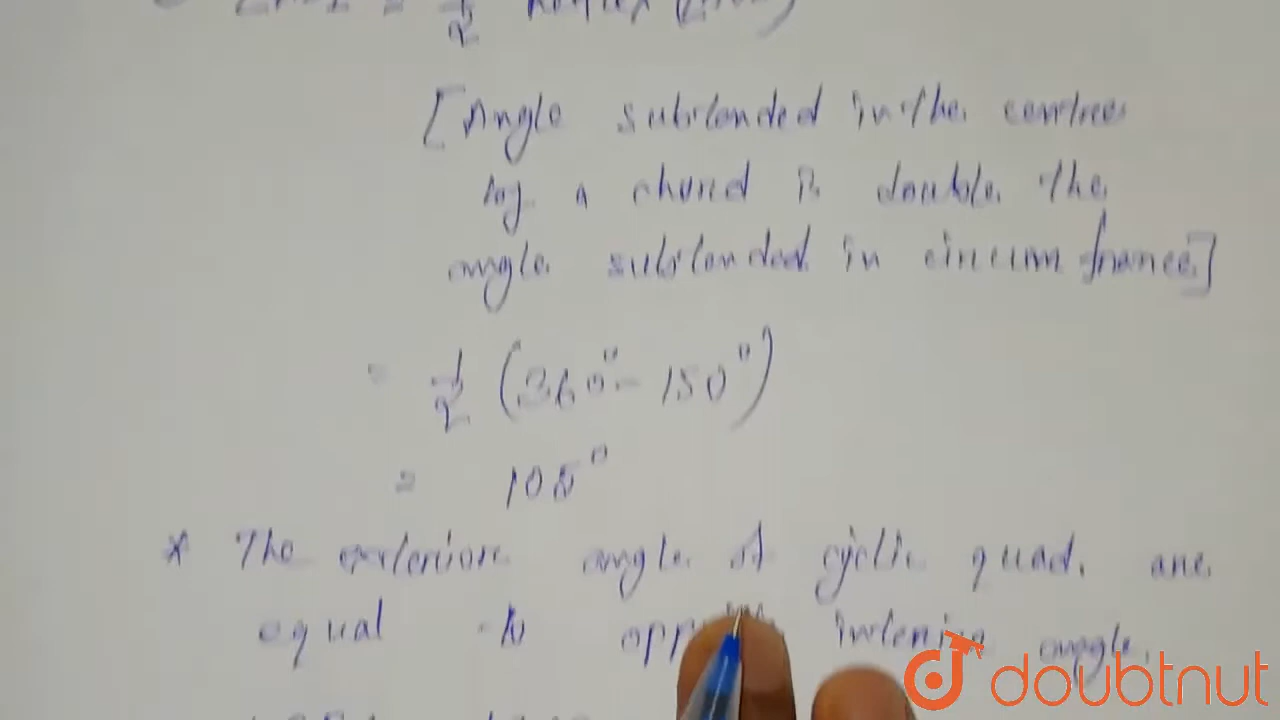 [Angle subtended in the centre
by a chord is double the
angle subtended in circumfrance]
= 1/2 (360° - 150°)
= 105°
* The exterior angle of cyclic quad. are
equal to interior angle.
doubtnut